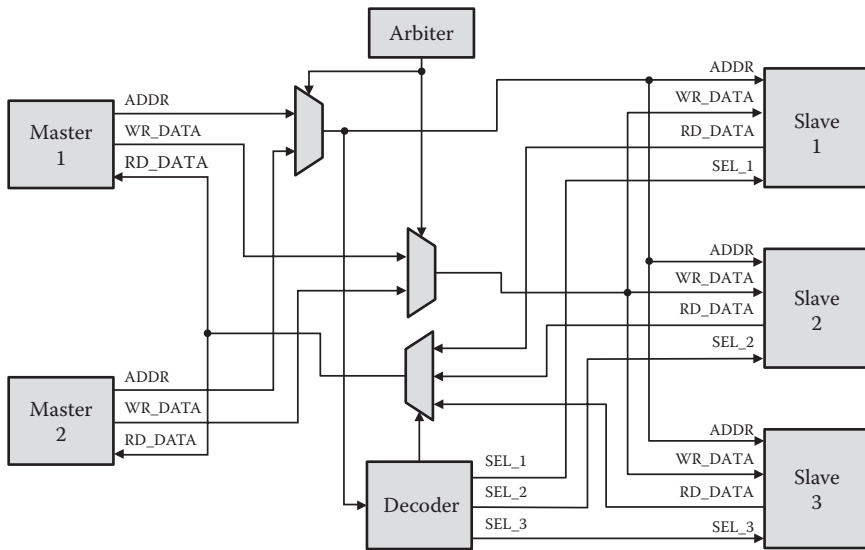 Arbiter
Master
1
ADDR
WR_DATA
RD_DATA
ADDR
WR_DATA
RD_DATA
SEL_1
Slave
1
ADDR
WR_DATA
RD_DATA
SEL_2
Slave
2
Master
2
ADDR
WR_DATA
RD_DATA
Decoder
SEL_1
SEL_2
SEL_3
ADDR
WR_DATA
RD_DATA
SEL_3
Slave
3